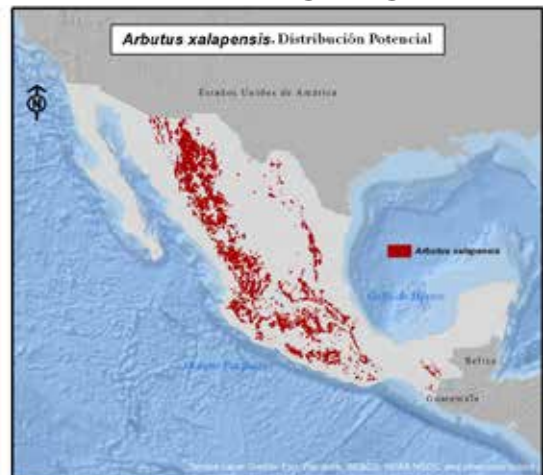 Arbutus xalapensis. Distribución Potencial
Estados Unidos de América
N
Arbutus xalapensis
Golfo de México
Océano Pacífico
Belice
Guatemala